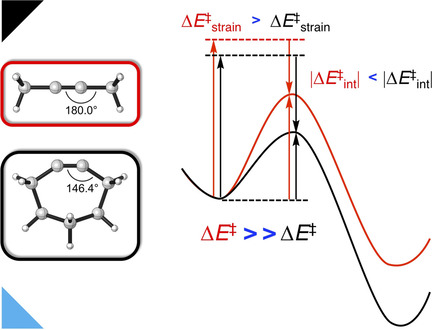 ΔE‡strain > ΔE‡strain
|ΔE‡int| < |ΔE‡int|
180.0°
146.4°
ΔE‡ >> ΔE‡